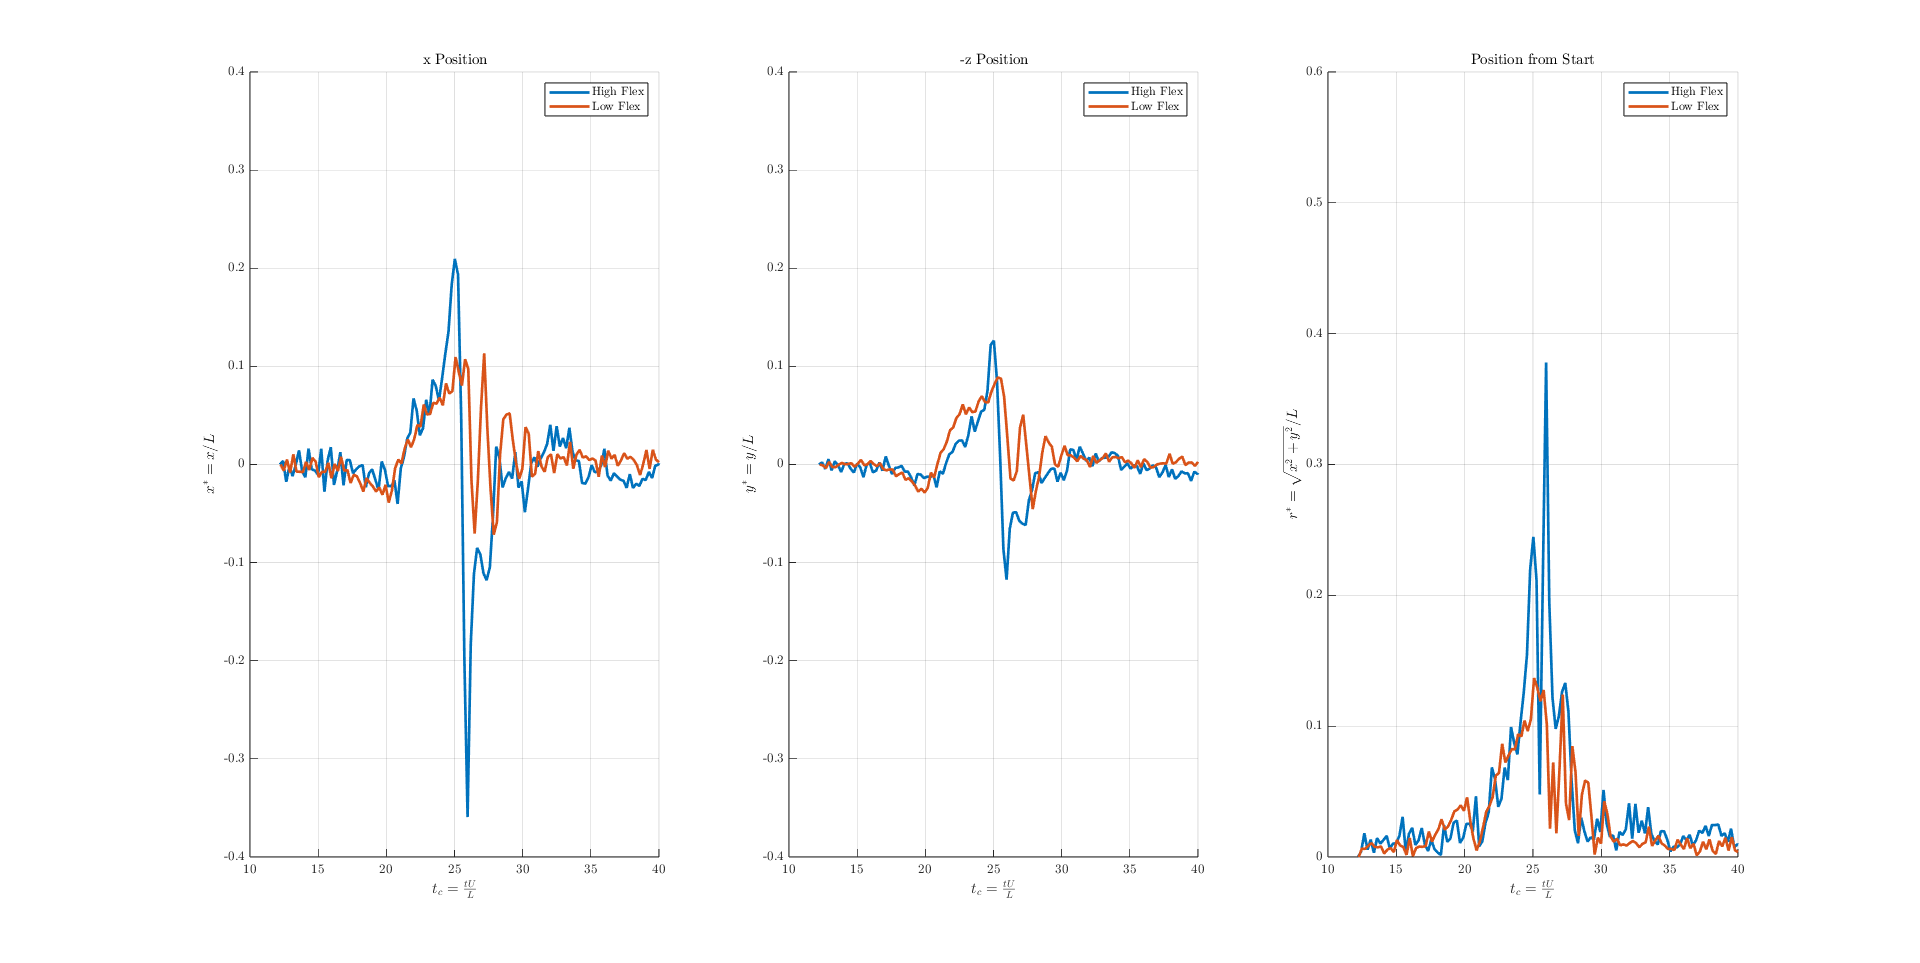 x Position
High Flex
Low Flex
0.4
0.3
0.2
0.1
0
-0.1
-0.2
-0.3
-0.4
10 15 20 25 30 35 40
x* = x/L
t_c = tU/L
-z Position
High Flex
Low Flex
0.4
0.3
0.2
0.1
0
-0.1
-0.2
-0.3
-0.4
10 15 20 25 30 35 40
y* = y/L
t_c = tU/L
Position from Start
High Flex
Low Flex
0.6
0.5
0.4
0.3
0.2
0.1
0
10 15 20 25 30 35 40
r* = √x² + y²/L
t_c = tU/L